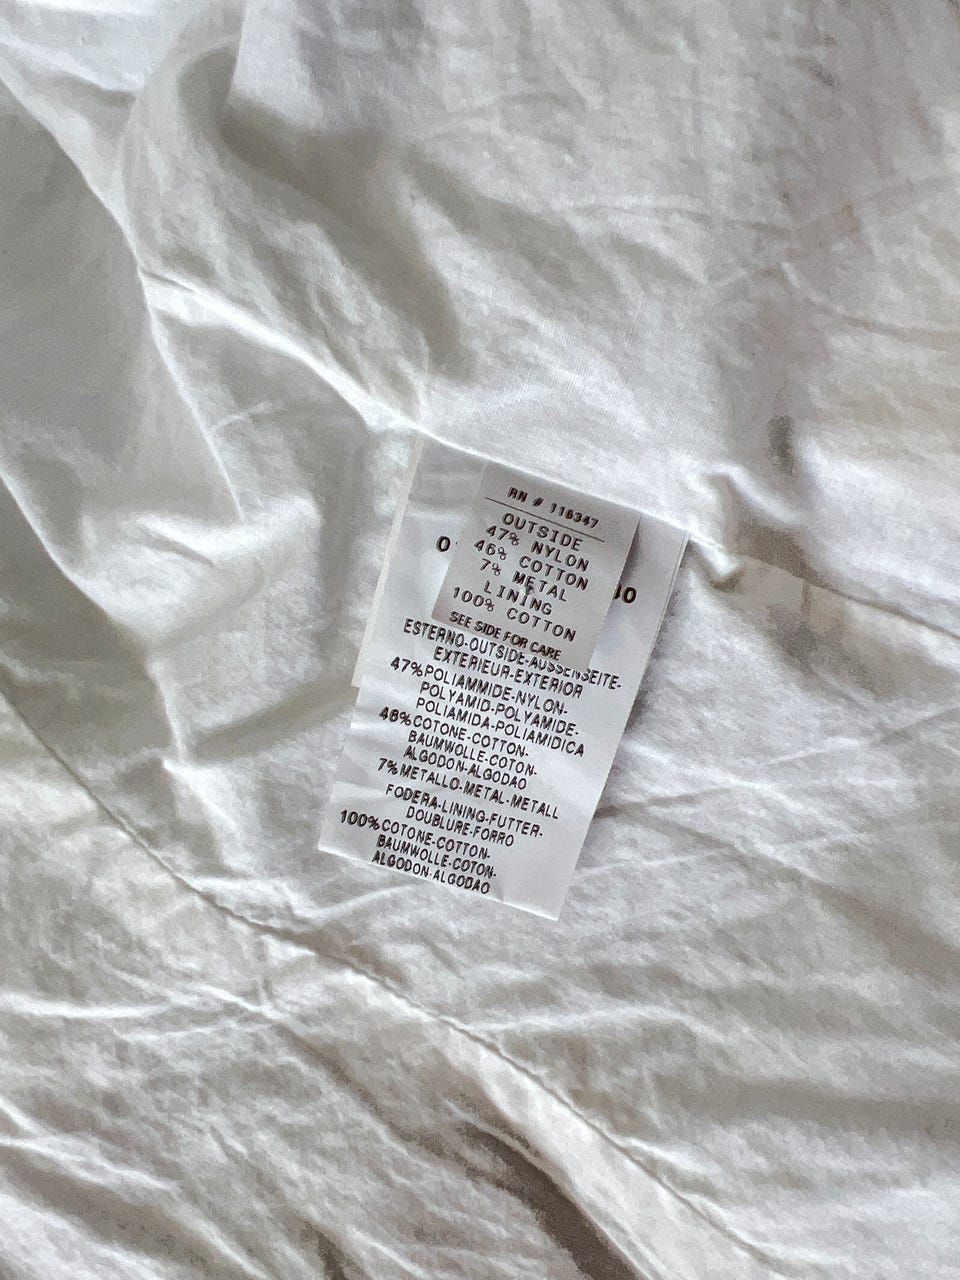 RN # 116347
OUTSIDE
47% NYLON
46% COTTON
7% METAL
LINING
100% COTTON
SEE SIDE FOR CARE
ESTERNO-OUTSIDE-AUSSENSEITE-
EXTERIEUR-EXTERIOR
47%POLIAMMIDE-NYLON-
POLYAMID-POLYAMIDE-
POLIAMIDA-POLIAMIDICA
46%COTONE-COTTON-
BAUMWOLLE-COTON-
ALGODON-ALGODAO
7%METALLO-METAL-METALL
FODERA-LINING-FUTTER-
DOUBLURE-FORRO
100%COTONE-COTTON-
BAUMWOLLE-COTON-
ALGODON-ALGODAO